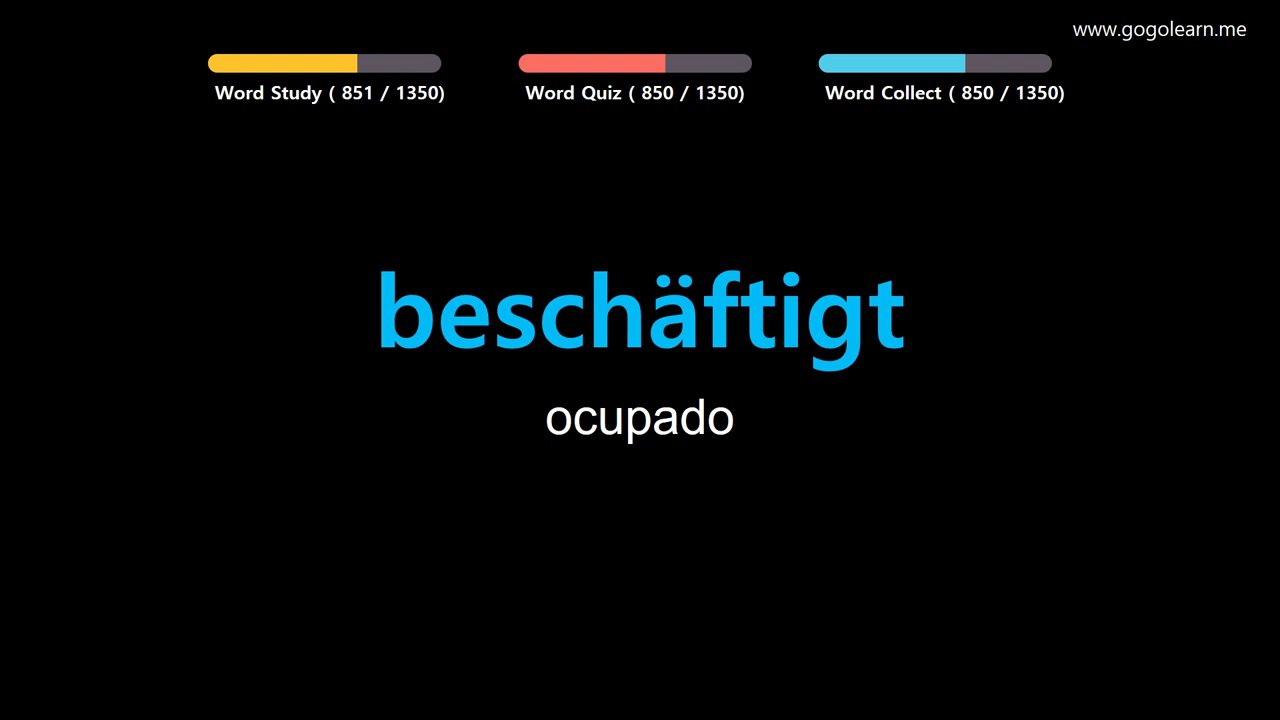 www.gogolearn.me
Word Study ( 851 / 1350)
Word Quiz ( 850 / 1350)
Word Collect ( 850 / 1350)
beschäftigt
ocupado